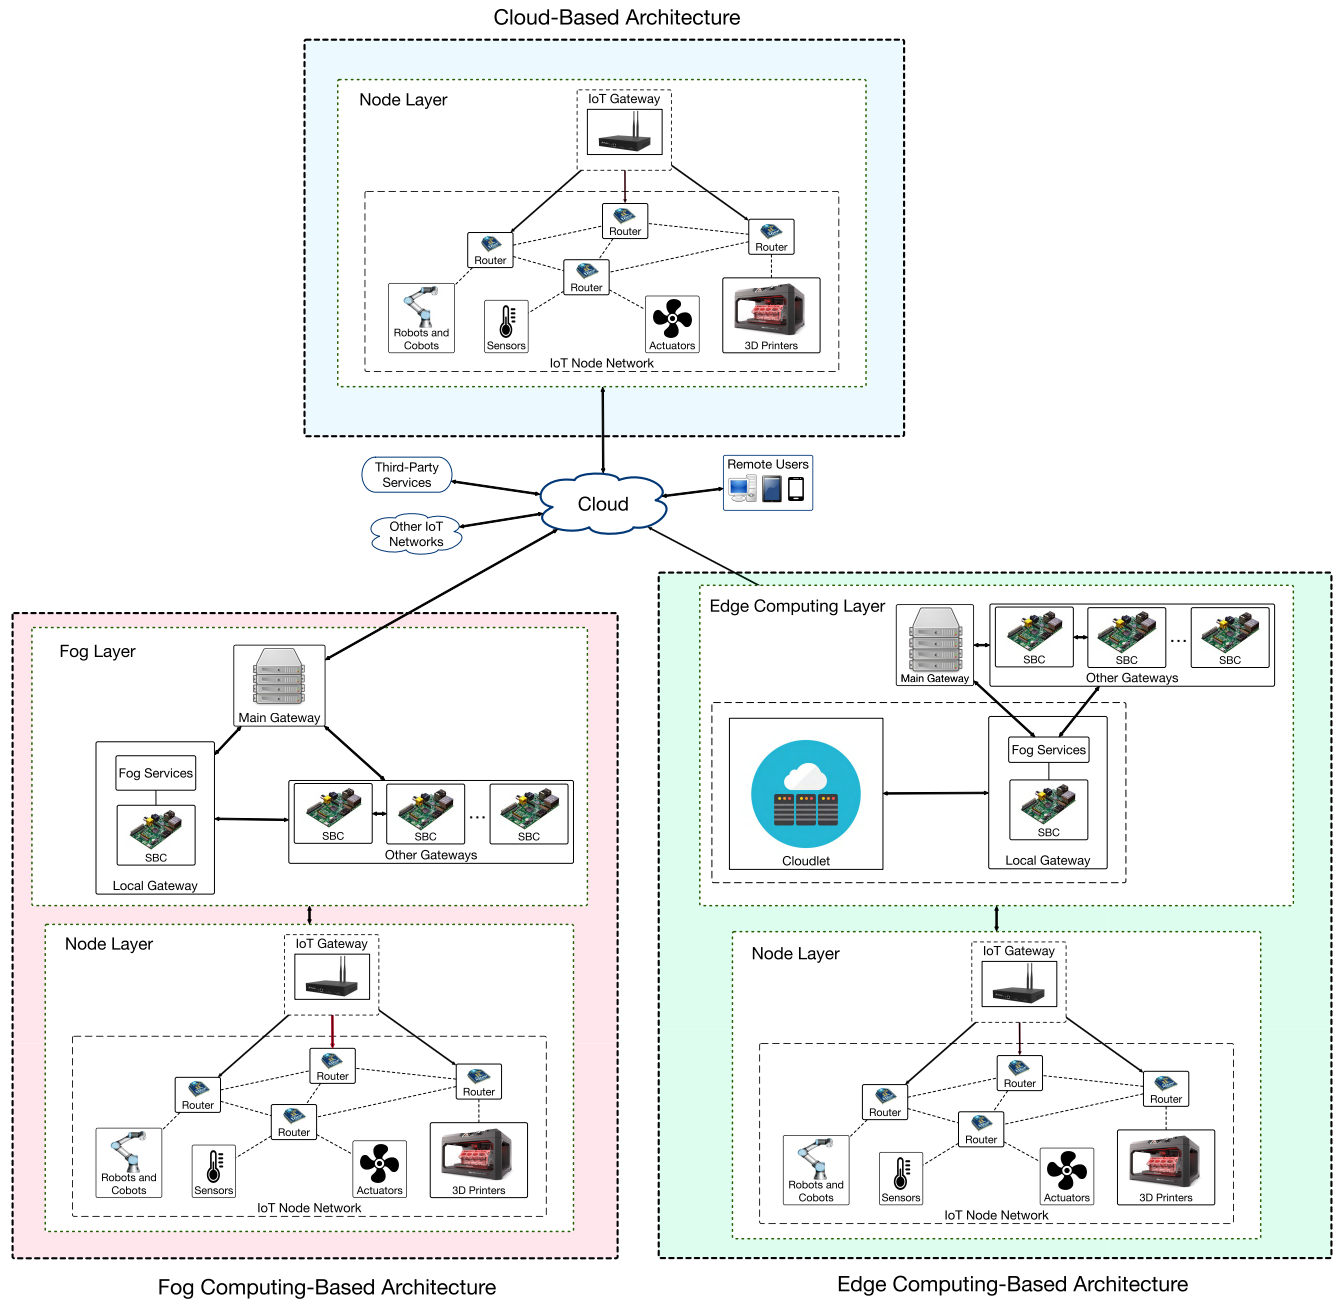 Cloud-Based Architecture
Node Layer
IoT Gateway
Router
Router
Router
Router
Robots and
Cobots
Sensors
Actuators
3D Printers
IoT Node Network
Third-Party
Services
Other IoT
Networks
Cloud
Remote Users
Fog Layer
Main Gateway
Fog Services
SBC
Local Gateway
SBC
SBC
...
SBC
Other Gateways
Node Layer
IoT Gateway
Router
Router
Router
Router
Robots and
Cobots
Sensors
Actuators
3D Printers
IoT Node Network
Fog Computing-Based Architecture
Edge Computing Layer
Main Gateway
SBC
SBC
...
SBC
Other Gateways
Cloudlet
Fog Services
SBC
Local Gateway
Node Layer
IoT Gateway
Router
Router
Router
Router
Robots and
Cobots
Sensors
Actuators
3D Printers
IoT Node Network
Edge Computing-Based Architecture